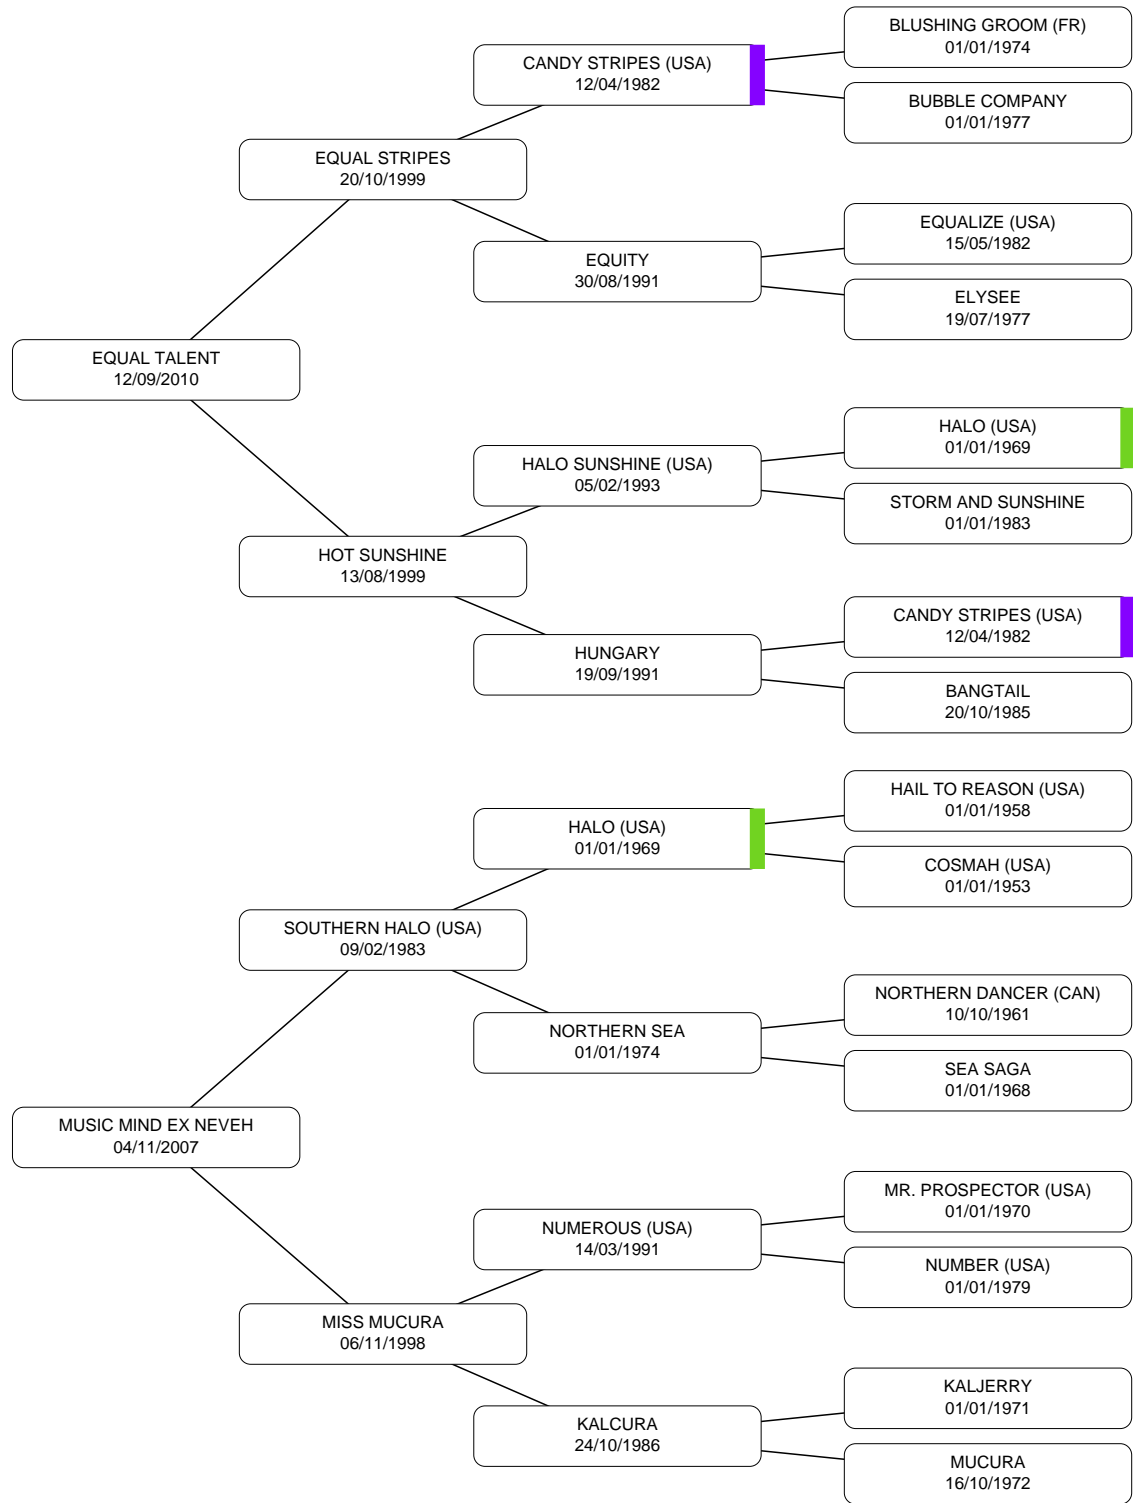 BLUSHING GROOM (FR)
01/01/1974
CANDY STRIPES (USA)
12/04/1982
BUBBLE COMPANY
01/01/1977
EQUAL STRIPES
20/10/1999
EQUALIZE (USA)
15/05/1982
EQUITY
30/08/1991
ELYSEE
19/07/1977
EQUAL TALENT
12/09/2010
HALO (USA)
01/01/1969
HALO SUNSHINE (USA)
05/02/1993
STORM AND SUNSHINE
01/01/1983
HOT SUNSHINE
13/08/1999
CANDY STRIPES (USA)
12/04/1982
HUNGARY
19/09/1991
BANGTAIL
20/10/1985
HAIL TO REASON (USA)
01/01/1958
HALO (USA)
01/01/1969
COSMAH (USA)
01/01/1953
SOUTHERN HALO (USA)
09/02/1983
NORTHERN DANCER (CAN)
10/10/1961
NORTHERN SEA
01/01/1974
SEA SAGA
01/01/1968
MUSIC MIND EX NEVEH
04/11/2007
MR. PROSPECTOR (USA)
01/01/1970
NUMEROUS (USA)
14/03/1991
NUMBER (USA)
01/01/1979
MISS MUCURA
06/11/1998
KALJERRY
01/01/1971
KALCURA
24/10/1986
MUCURA
16/10/1972